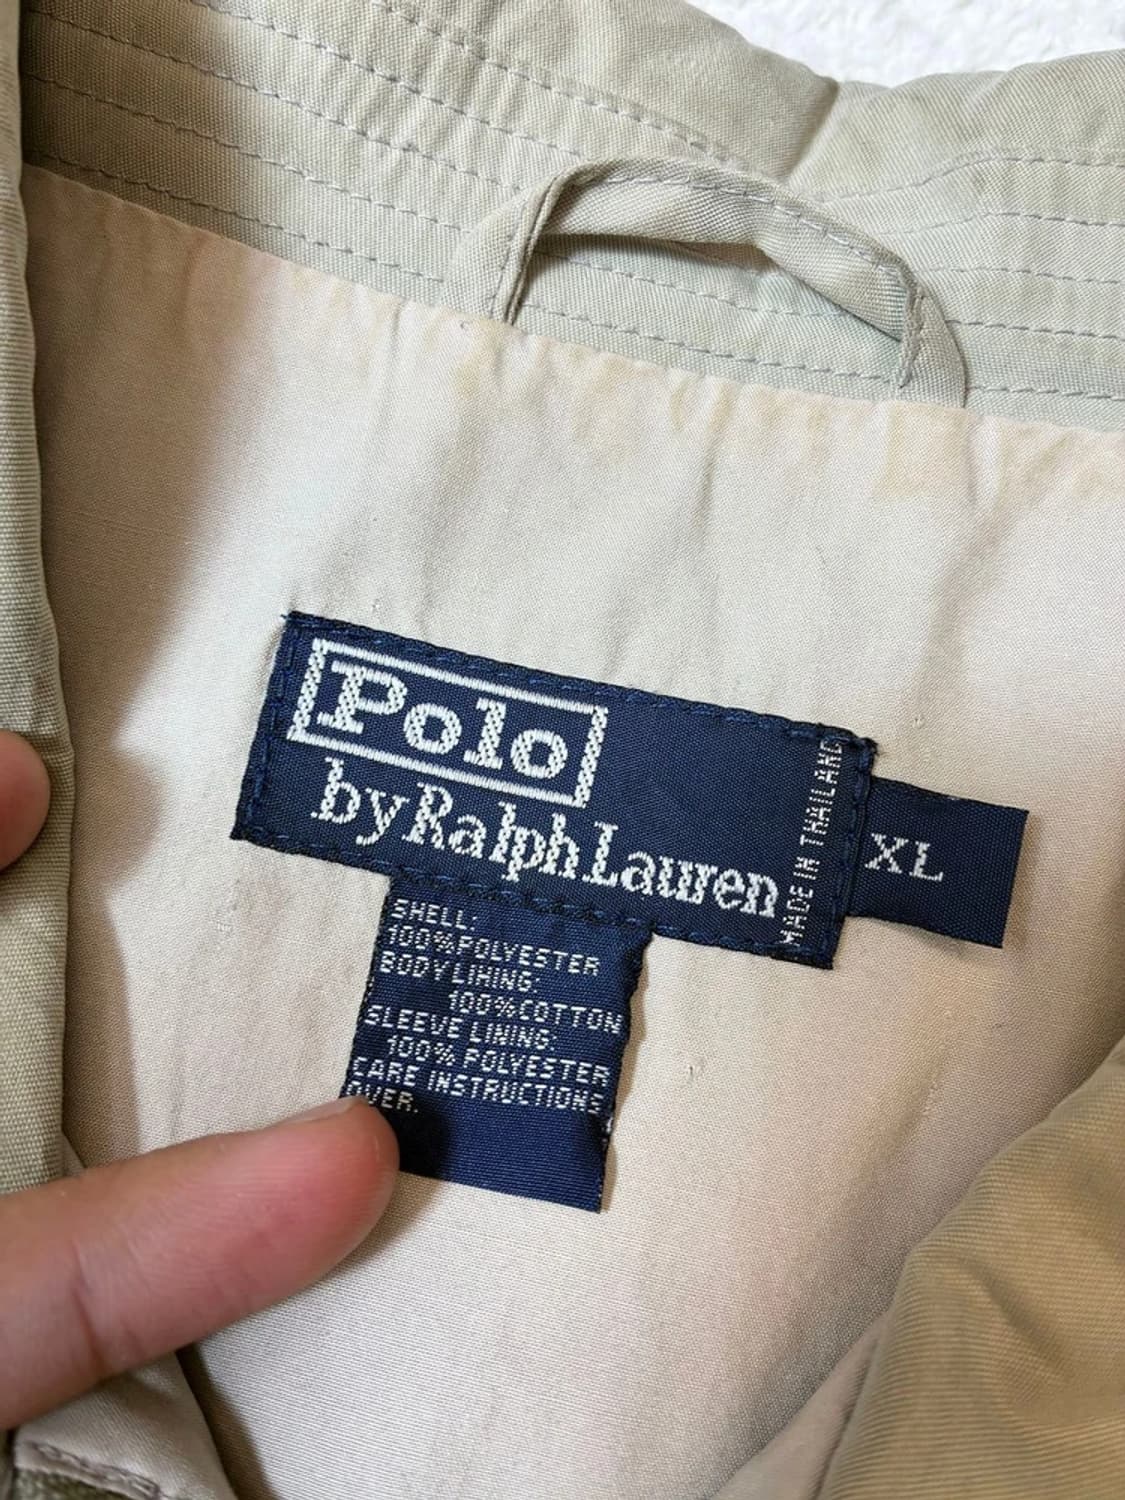 Polo
by Ralph Lauren
MADE IN THAILAND
XL
SHELL:
100% POLYESTER
BODY LIHING:
100% COTTON
SLEEVE LINING:
100% POLYESTER
CARE INSTRUCTIONS
OVER.